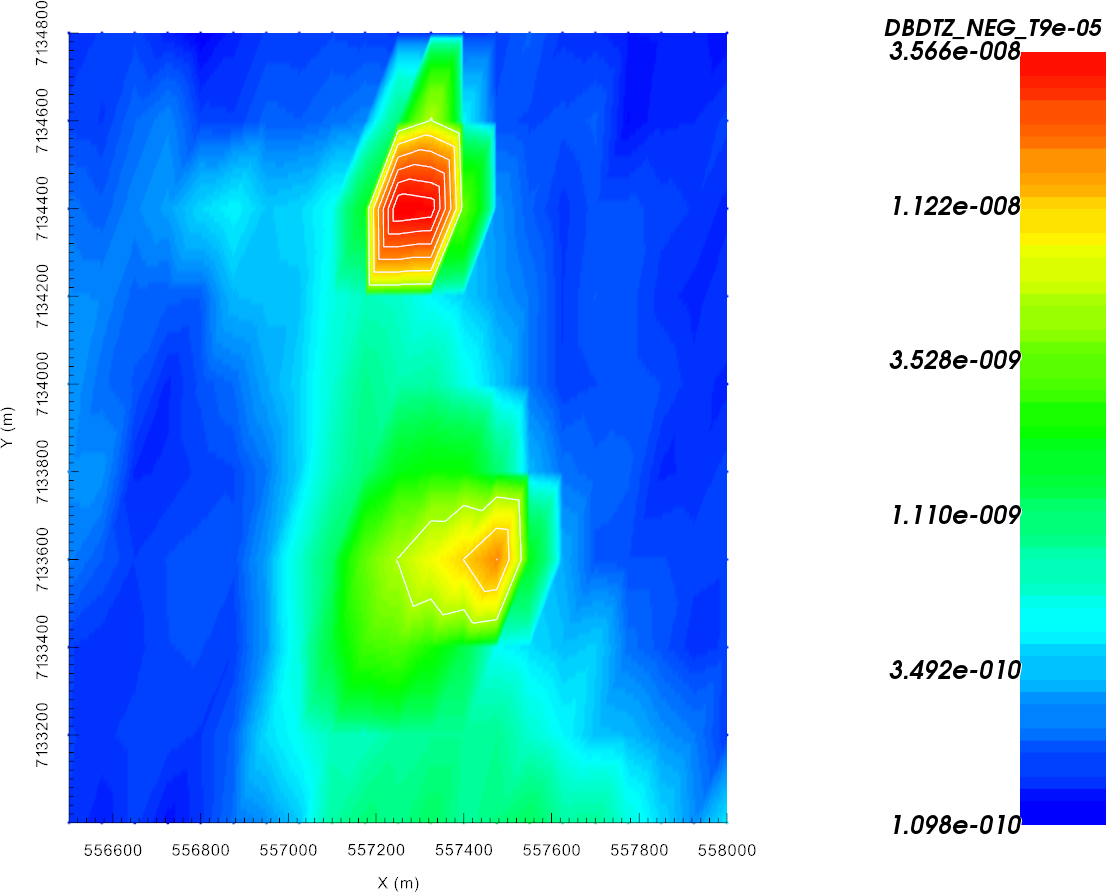 DBDTZ_NEG_T9e-05
3.566e-008
1.122e-008
3.528e-009
1.110e-009
3.492e-010
1.098e-010
Y (m)
7134800
7134600
7134400
7134200
7134000
7133800
7133600
7133400
7133200
556600 556800 557000 557200 557400 557600 557800 558000
X (m)